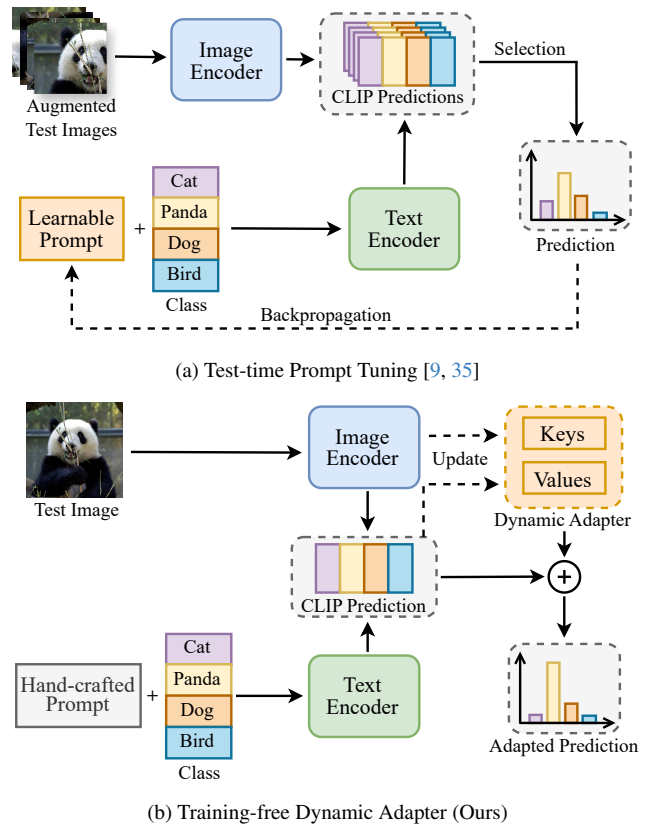 Augmented
Test Images
Image
Encoder
CLIP Predictions
Selection
Learnable
Prompt
+
Cat
Panda
Dog
Bird
Class
Text
Encoder
Prediction
Backpropagation
(a) Test-time Prompt Tuning [9, 35]
Test Image
Image
Encoder
Update
Keys
Values
Dynamic Adapter
CLIP Prediction
+
Hand-crafted
Prompt
+
Cat
Panda
Dog
Bird
Class
Text
Encoder
Adapted Prediction
(b) Training-free Dynamic Adapter (Ours)